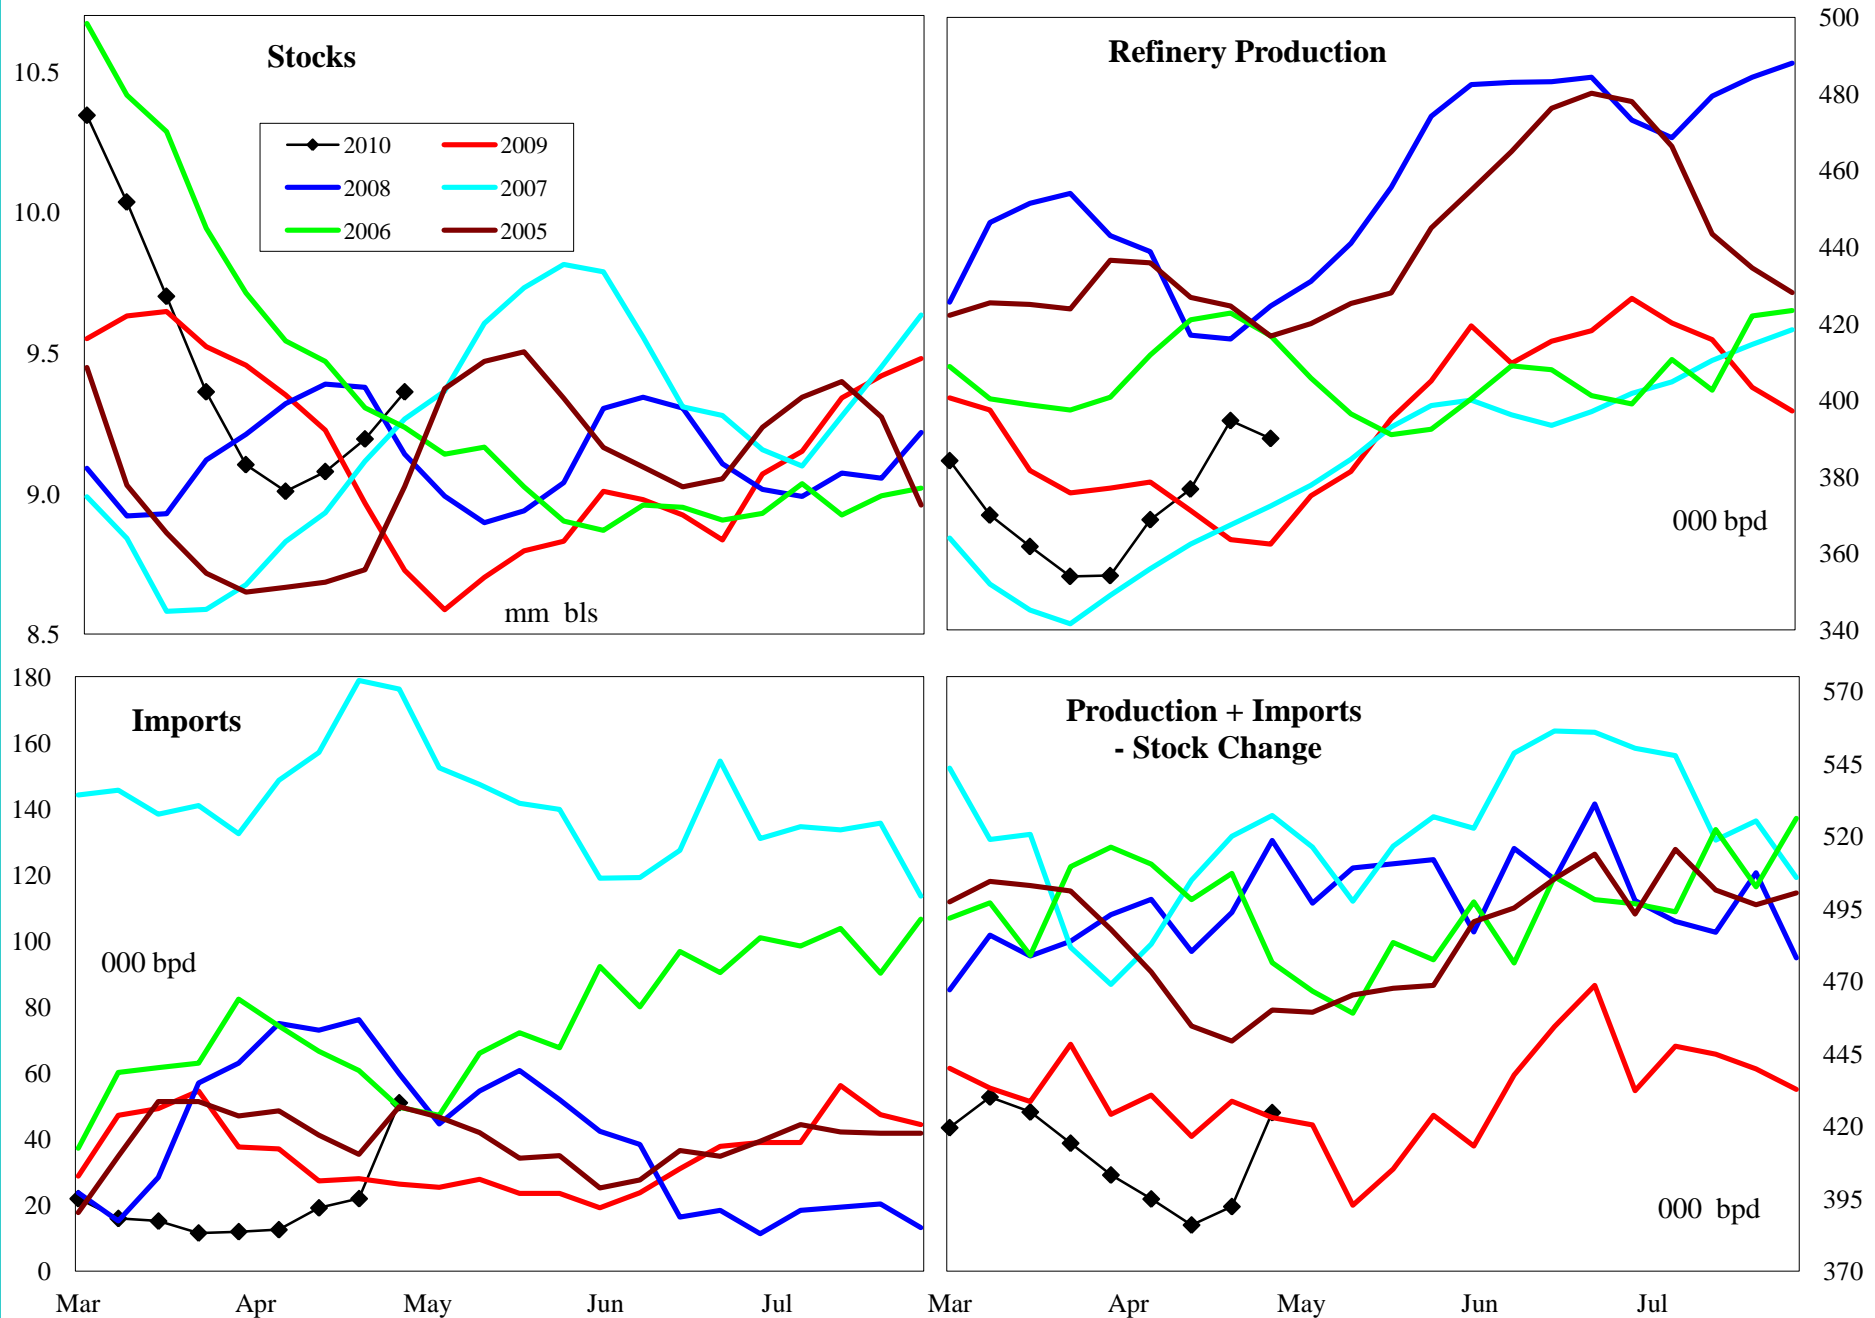 Stocks
10.5
10.0
9.5
9.0
8.5
2010
2009
2008
2007
2006
2005
mm bls
Refinery Production
500
480
460
440
420
400
380
360
340
000 bpd
Imports
180
160
140
120
100
80
60
40
20
0
000 bpd
Mar
Apr
May
Jun
Jul
Production + Imports
- Stock Change
570
545
520
495
470
445
420
395
370
000 bpd
Mar
Apr
May
Jun
Jul